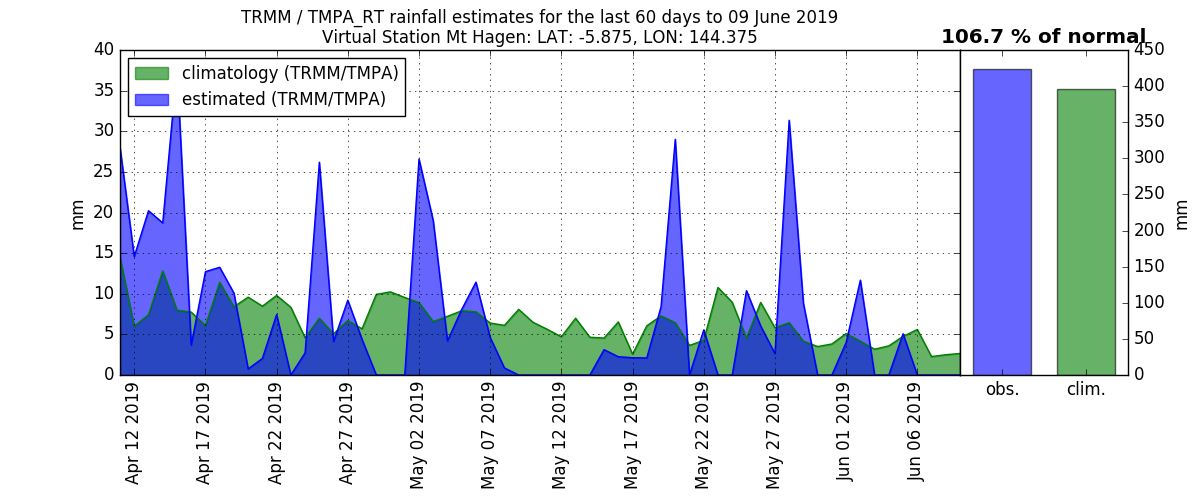 TRMM / TMPA_RT rainfall estimates for the last 60 days to 09 June 2019
Virtual Station Mt Hagen: LAT: -5.875, LON: 144.375
106.7 % of normal
climatology (TRMM/TMPA)
estimated (TRMM/TMPA)
40
35
30
25
20
15
10
5
0
mm
450
400
350
300
250
200
150
100
50
0
mm
Apr 12 2019
Apr 17 2019
Apr 22 2019
Apr 27 2019
May 02 2019
May 07 2019
May 12 2019
May 17 2019
May 22 2019
May 27 2019
Jun 01 2019
Jun 06 2019
obs.
clim.